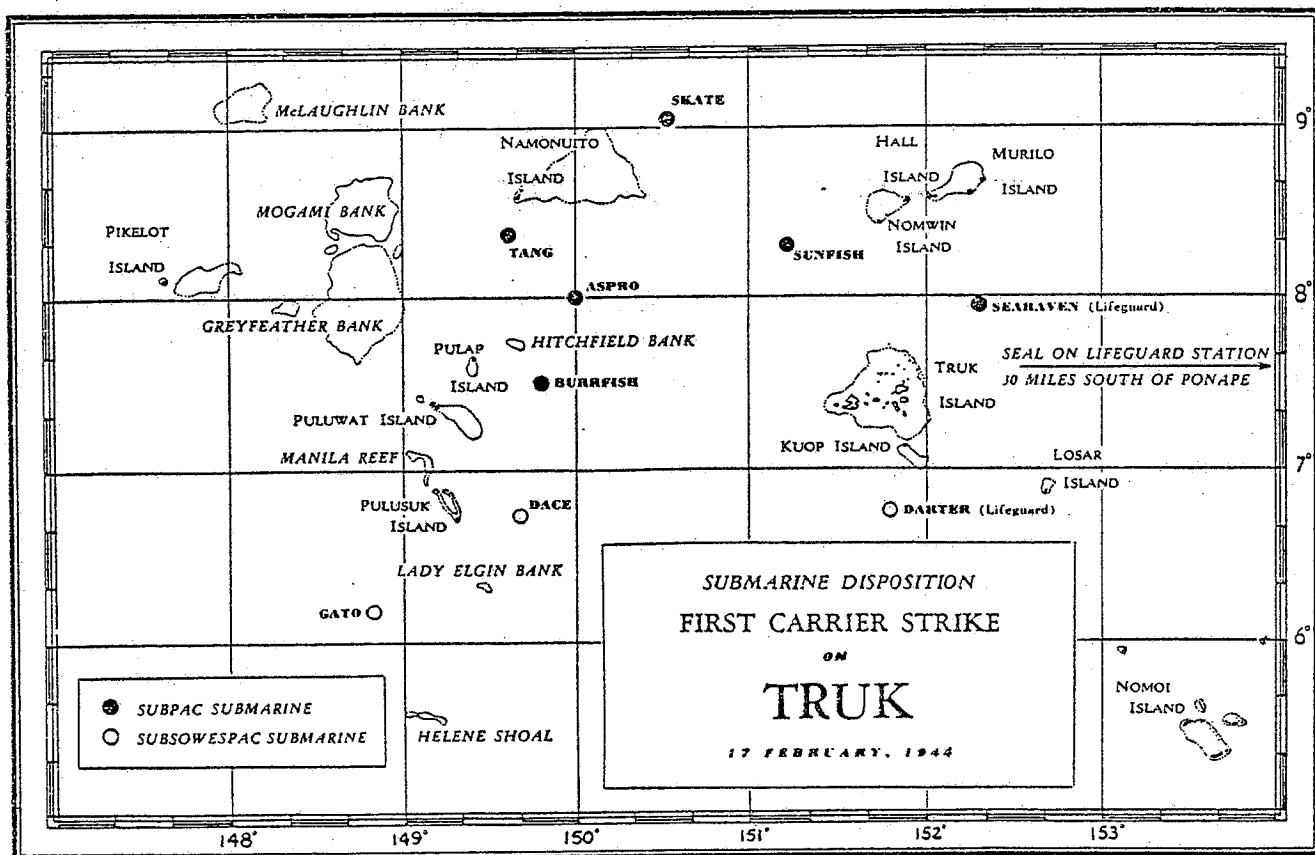 SKATE
McLAUGHLIN BANK
9°
NAMONUITO
ISLAND
HALL
ISLAND
MURILO
ISLAND
MOGAMI BANK
NOMWIN
ISLAND
PIKELOT
ISLAND
TANG
SUNFISH
ASPRO
8°
SEARAVEN (Lifeguard)
GREYFEATHER BANK
HITCHFIELD BANK
PULAP
ISLAND
SEAL ON LIFEGUARD STATION
30 MILES SOUTH OF PONAPE
TRUK
ISLAND
BURRFISH
PULUWAT ISLAND
KUOP ISLAND
MANILA REEF
7°
LOSAR
ISLAND
PULUSUK
ISLAND
DACE
DARTER (Lifeguard)
LADY ELGIN BANK
GATO
SUBMARINE DISPOSITION
FIRST CARRIER STRIKE
ON
TRUK
17 FEBRUARY, 1944
6°
NOMOI
ISLAND
SUBPAC SUBMARINE
SUBSOWESPAC SUBMARINE
HELENE SHOAL
148° 149° 150° 151° 152° 153°